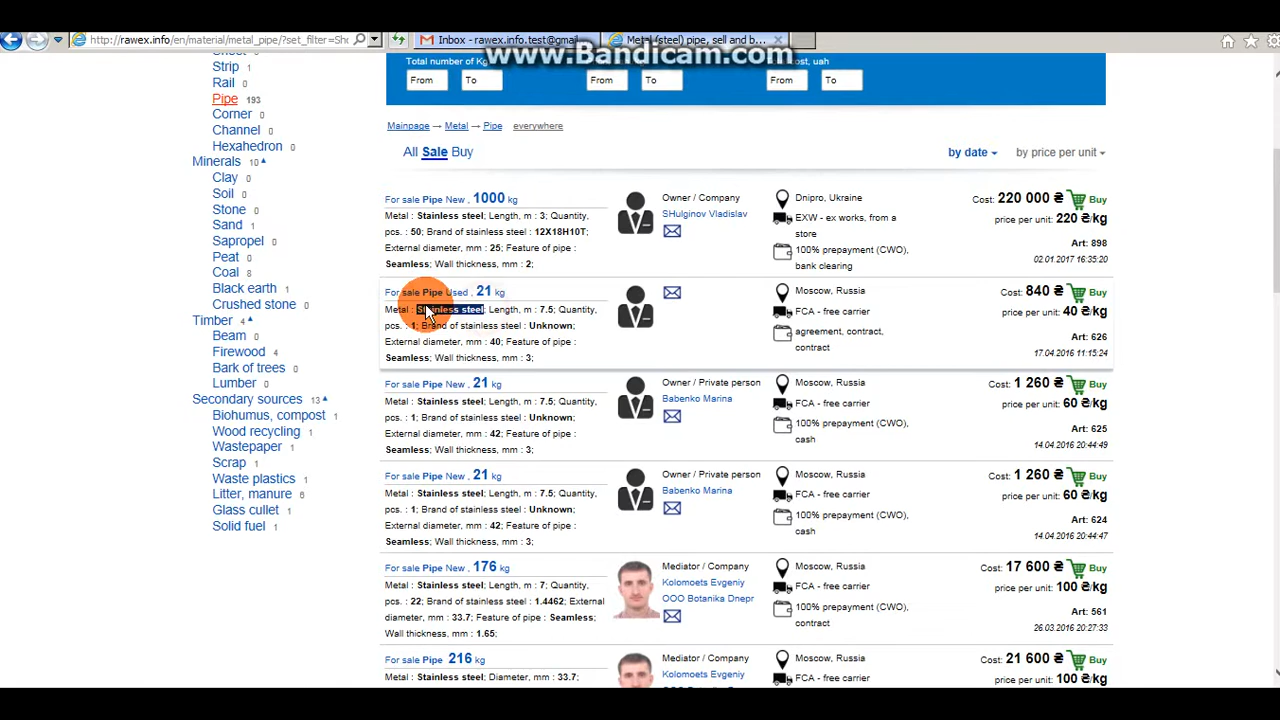 http://rawex.info/en/material/metal_pipe/?set_filter=Sh
Inbox - rawex.info.test@gmai
Metal (steel) pipe, sell and b...
www.Bandicam.com
Strip 1
Rail 0
Pipe 193
Corner 0
Channel 0
Hexahedron 0
Minerals 10
Clay 0
Soil 0
Stone 0
Sand 1
Sapropel 0
Peat 0
Coal 8
Black earth 1
Crushed stone 0
Timber 4
Beam 0
Firewood 4
Bark of trees 0
Lumber 0
Secondary sources 13
Biohumus, compost 1
Wood recycling 1
Wastepaper 1
Scrap 1
Waste plastics 1
Litter, manure 6
Glass cullet 1
Solid fuel 1
Total number of Kg
cost, uah
From To From To From To
Mainpage → Metal → Pipe everywhere
All Sale Buy
by date by price per unit
For sale Pipe New , 1000 kg
Metal : Stainless steel; Length, m : 3; Quantity,
pcs. : 50; Brand of stainless steel : 12X18H10T;
External diameter, mm : 25; Feature of pipe :
Seamless; Wall thickness, mm : 2;
Owner / Company
SHulginov Vladislav
Dnipro, Ukraine
EXW - ex works, from a
store
100% prepayment (CWO),
bank clearing
Cost: 220 000 ₴ Buy
price per unit: 220 ₴/kg
Art: 898
02.01.2017 16:35:20
For sale Pipe Used , 21 kg
Metal : Stainless steel; Length, m : 7.5; Quantity,
pcs. : 1; Brand of stainless steel : Unknown;
External diameter, mm : 40; Feature of pipe :
Seamless; Wall thickness, mm : 3;
Moscow, Russia
FCA - free carrier
agreement, contract,
contract
Cost: 840 ₴ Buy
price per unit: 40 ₴/kg
Art: 626
17.04.2016 11:15:24
For sale Pipe New , 21 kg
Metal : Stainless steel; Length, m : 7.5; Quantity,
pcs. : 1; Brand of stainless steel : Unknown;
External diameter, mm : 42; Feature of pipe :
Seamless; Wall thickness, mm : 3;
Owner / Private person
Babenko Marina
Moscow, Russia
FCA - free carrier
100% prepayment (CWO),
cash
Cost: 1 260 ₴ Buy
price per unit: 60 ₴/kg
Art: 625
14.04.2016 20:44:49
For sale Pipe New , 21 kg
Metal : Stainless steel; Length, m : 7.5; Quantity,
pcs. : 1; Brand of stainless steel : Unknown;
External diameter, mm : 42; Feature of pipe :
Seamless; Wall thickness, mm : 3;
Owner / Private person
Babenko Marina
Moscow, Russia
FCA - free carrier
100% prepayment (CWO),
cash
Cost: 1 260 ₴ Buy
price per unit: 60 ₴/kg
Art: 624
14.04.2016 20:44:47
For sale Pipe , 176 kg
Metal : Stainless steel; Length, m : 7; Quantity,
pcs. : 22; Brand of stainless steel : 1.4462; External
diameter, mm : 33.7; Feature of pipe : Seamless;
Wall thickness, mm : 1.65;
Mediator / Company
Kolomoets Evgeniy
OOO Botanika Dnepr
Moscow, Russia
FCA - free carrier
100% prepayment (CWO),
contract
Cost: 17 600 ₴ Buy
price per unit: 100 ₴/kg
Art: 561
26.03.2016 20:27:33
For sale Pipe 216 kg
Metal : Stainless steel; Diameter, mm : 33.7;
Mediator / Company
Kolomoets Evgeniy
Moscow, Russia
FCA - free carrier
Cost: 21 600 ₴ Buy
price per unit: 100 ₴/kg